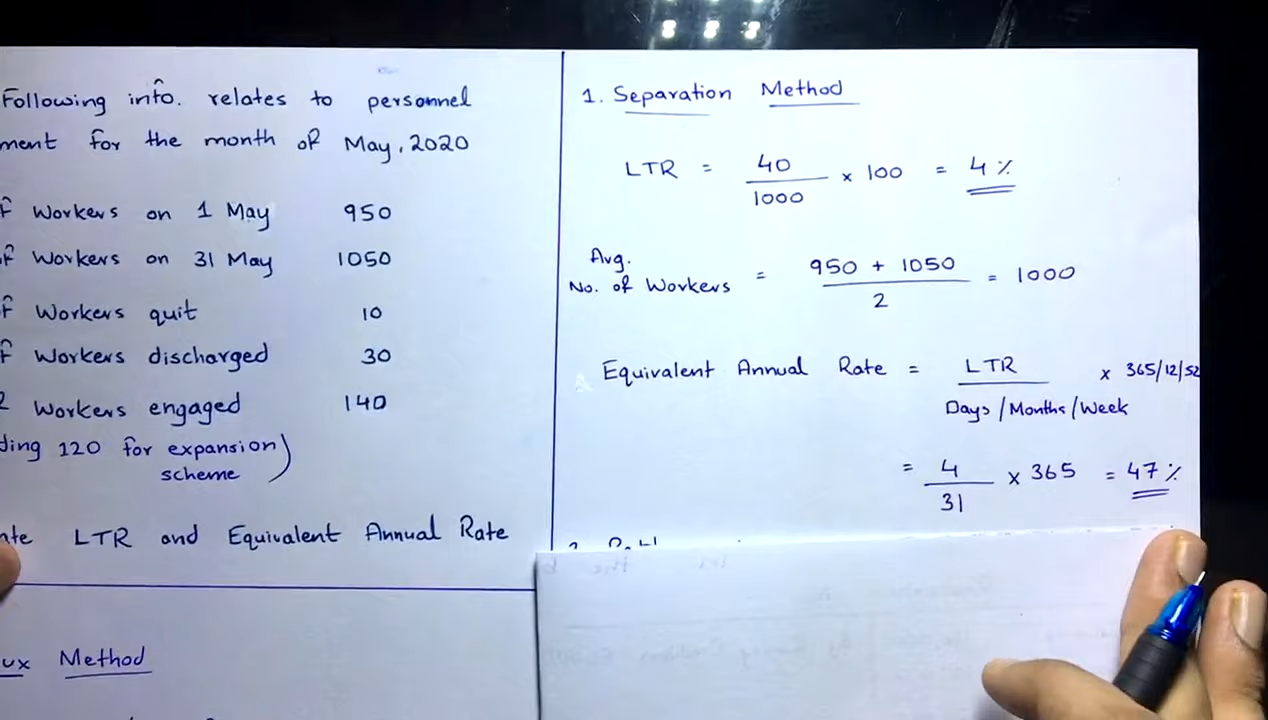 Following info. relates to personnel
ment for the month of May, 2020
f Workers on 1 May 950
f Workers on 31 May 1050
f Workers quit 10
f Workers discharged 30
Workers engaged 140
ding 120 for expansion
scheme)
ate LTR and Equivalent Annual Rate
ux Method
1. Separation Method
LTR = 40/1000 x 100 = 4%
Avg.
No. of Workers = 950 + 1050/2 = 1000
Equivalent Annual Rate = LTR/Days/Months/Week x 365/12/52
= 4/31 x 365 = 47%